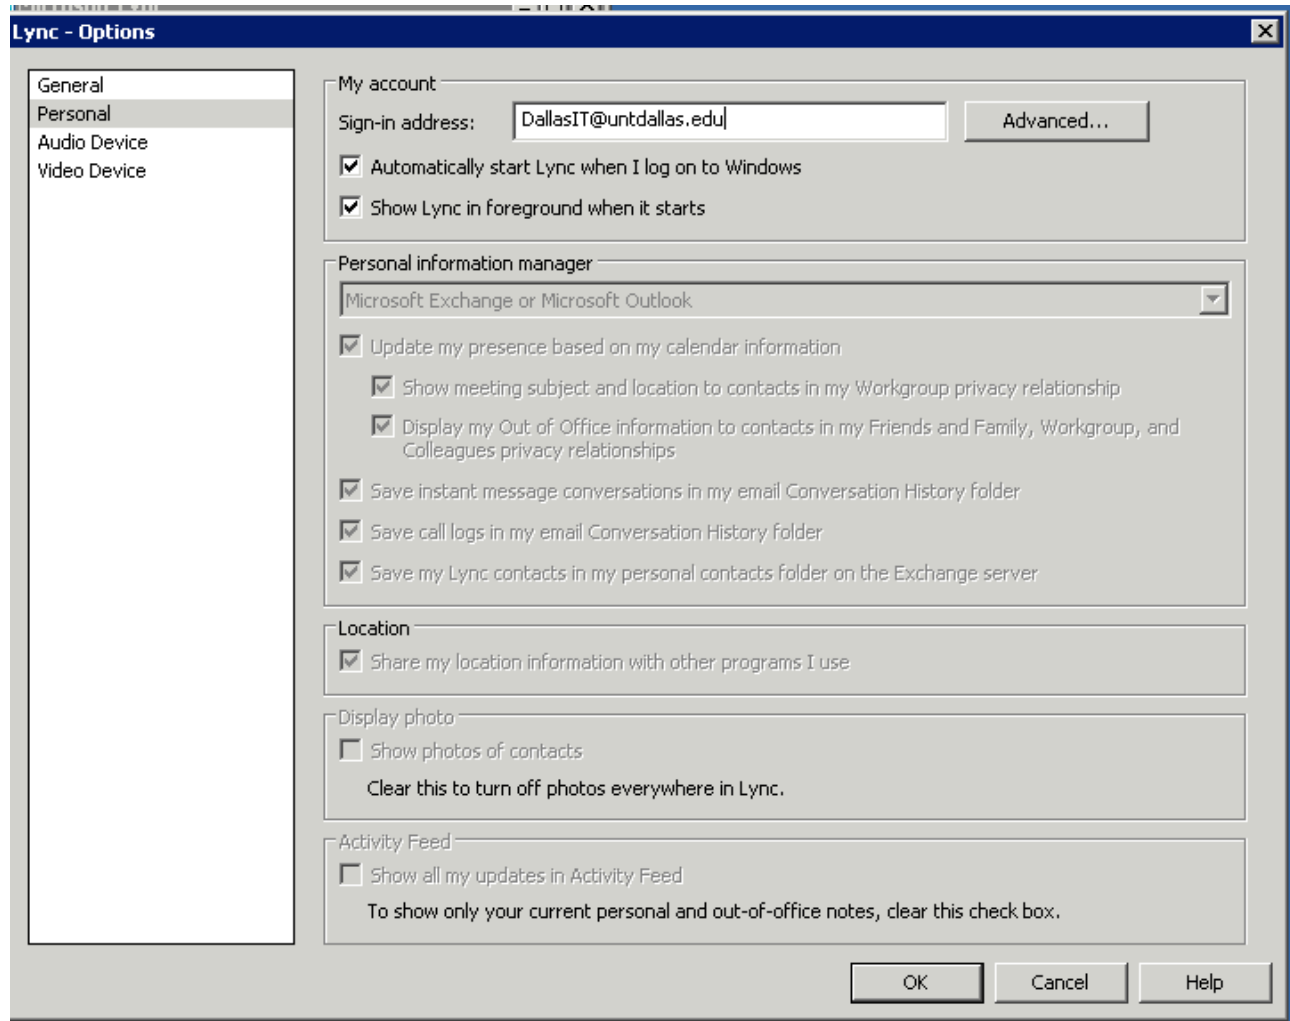 Lync - Options
General
Personal
Audio Device
Video Device
My account
Sign-in address:
DallasIT@untdallas.edu
Advanced...
Automatically start Lync when I log on to Windows
Show Lync in foreground when it starts
Personal information manager
Microsoft Exchange or Microsoft Outlook
Update my presence based on my calendar information
Show meeting subject and location to contacts in my Workgroup privacy relationship
Display my Out of Office information to contacts in my Friends and Family, Workgroup, and
Colleagues privacy relationships
Save instant message conversations in my email Conversation History folder
Save call logs in my email Conversation History folder
Save my Lync contacts in my personal contacts folder on the Exchange server
Location
Share my location information with other programs I use
Display photo
Show photos of contacts
Clear this to turn off photos everywhere in Lync.
Activity Feed
Show all my updates in Activity Feed
To show only your current personal and out-of-office notes, clear this check box.
OK
Cancel
Help